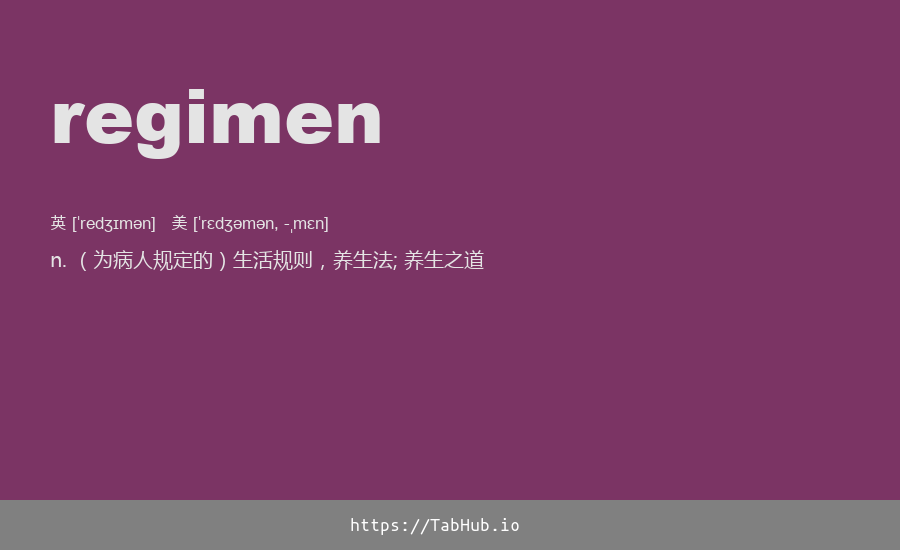 regimen
英 [ˈredʒɪmən] 美 [ˈrɛdʒəmən, -ˌmɛn]
n. （为病人规定的）生活规则，养生法; 养生之道
https://TabHub.io